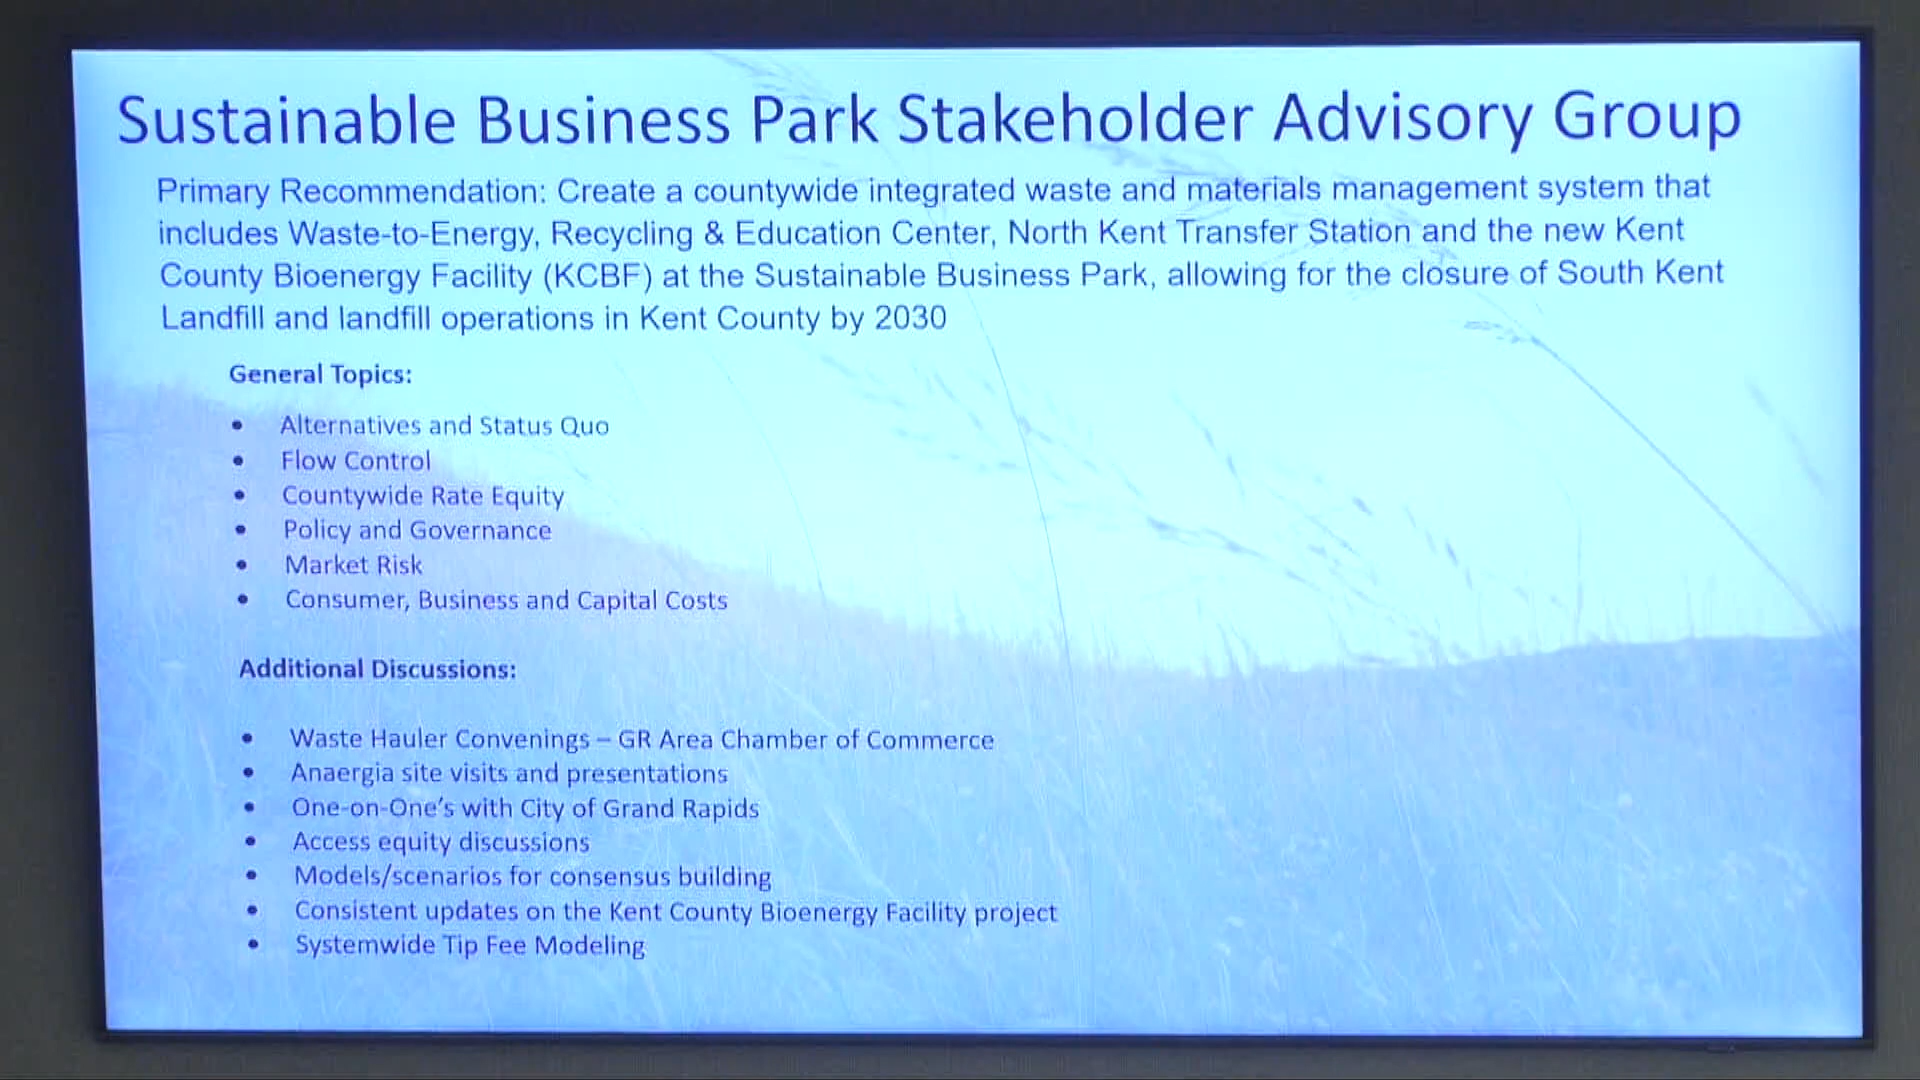 Sustainable Business Park Stakeholder Advisory Group
Primary Recommendation: Create a countywide integrated waste and materials management system that
includes Waste-to-Energy, Recycling & Education Center, North Kent Transfer Station and the new Kent
County Bioenergy Facility (KCBF) at the Sustainable Business Park, allowing for the closure of South Kent
Landfill and landfill operations in Kent County by 2030
General Topics:
• Alternatives and Status Quo
• Flow Control
• Countywide Rate Equity
• Policy and Governance
• Market Risk
• Consumer, Business and Capital Costs
Additional Discussions:
• Waste Hauler Convenings – GR Area Chamber of Commerce
• Anaergia site visits and presentations
• One-on-One’s with City of Grand Rapids
• Access equity discussions
• Models/scenarios for consensus building
• Consistent updates on the Kent County Bioenergy Facility project
• Systemwide Tip Fee Modeling